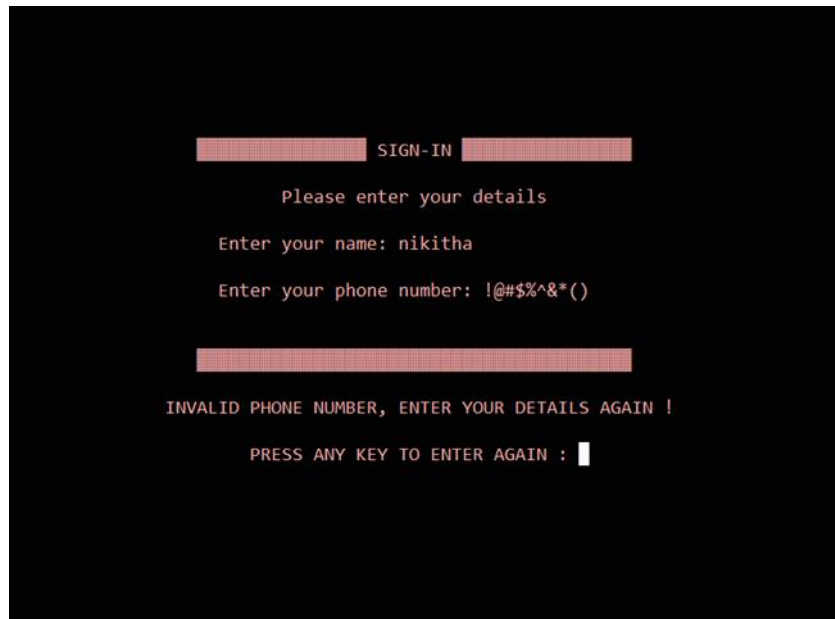 SIGN-IN
Please enter your details
Enter your name: nikitha
Enter your phone number: !@#$%^&*()
INVALID PHONE NUMBER, ENTER YOUR DETAILS AGAIN !
PRESS ANY KEY TO ENTER AGAIN :